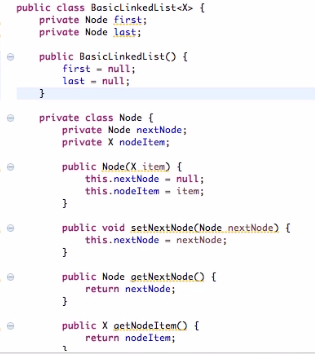 public class BasicLinkedList<X> {
    private Node first;
    private Node last;

    public BasicLinkedList() {
        first = null;
        last = null;
    }

    private class Node {
        private Node nextNode;
        private X nodeItem;

        public Node(X item) {
            this.nextNode = null;
            this.nodeItem = item;
        }

        public void setNextNode(Node nextNode) {
            this.nextNode = nextNode;
        }

        public Node getNextNode() {
            return nextNode;
        }

        public X getNodeItem() {
            return nodeItem;
        }